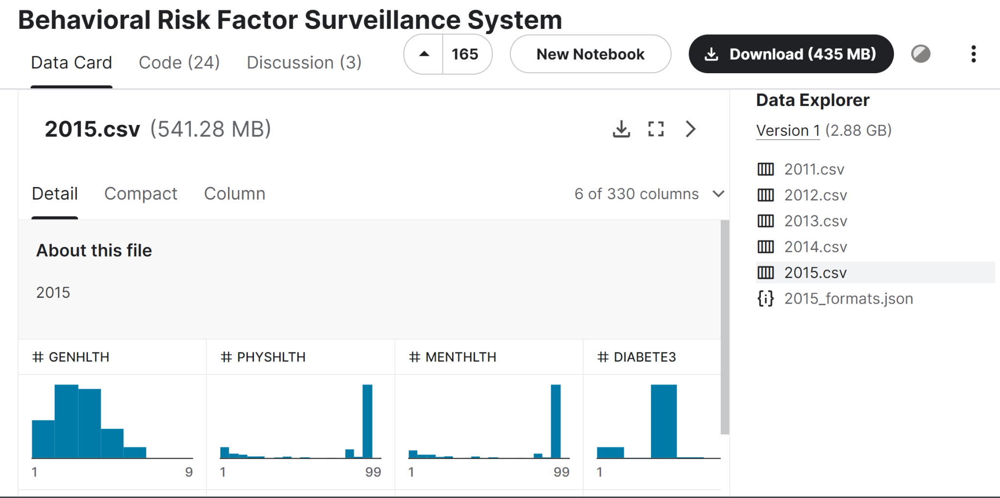 Behavioral Risk Factor Surveillance System
Data Card Code (24) Discussion (3) 165 New Notebook Download (435 MB)
2015.csv (541.28 MB)
Detail Compact Column 6 of 330 columns
About this file
2015
# GENHLTH # PHYSHLTH # MENTHLTH # DIABETE3
1 9 1 99 1 99 1
Data Explorer
Version 1 (2.88 GB)
2011.csv
2012.csv
2013.csv
2014.csv
2015.csv
{i} 2015_formats.json